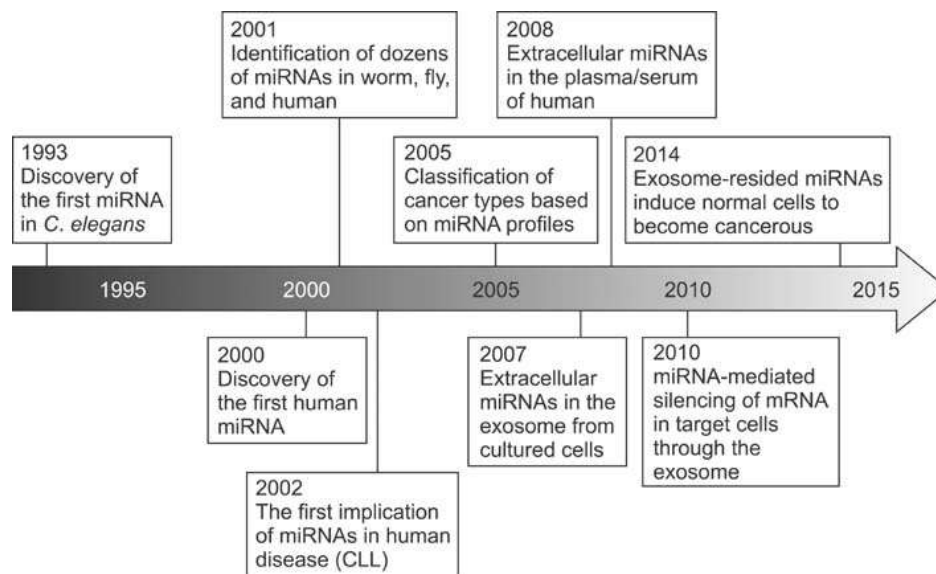 2001
Identification of dozens
of miRNAs in worm, fly,
and human
2008
Extracellular miRNAs
in the plasma/serum
of human
1993
Discovery of
the first miRNA
in C. elegans
2005
Classification of
cancer types based
on miRNA profiles
2014
Exosome-resided miRNAs
induce normal cells to
become cancerous
1995
2000
2005
2010
2015
2000
Discovery of
the first human
miRNA
2007
Extracellular
miRNAs in the
exosome from
cultured cells
2010
miRNA-mediated
silencing of mRNA
in target cells
through the
exosome
2002
The first implication
of miRNAs in human
disease (CLL)